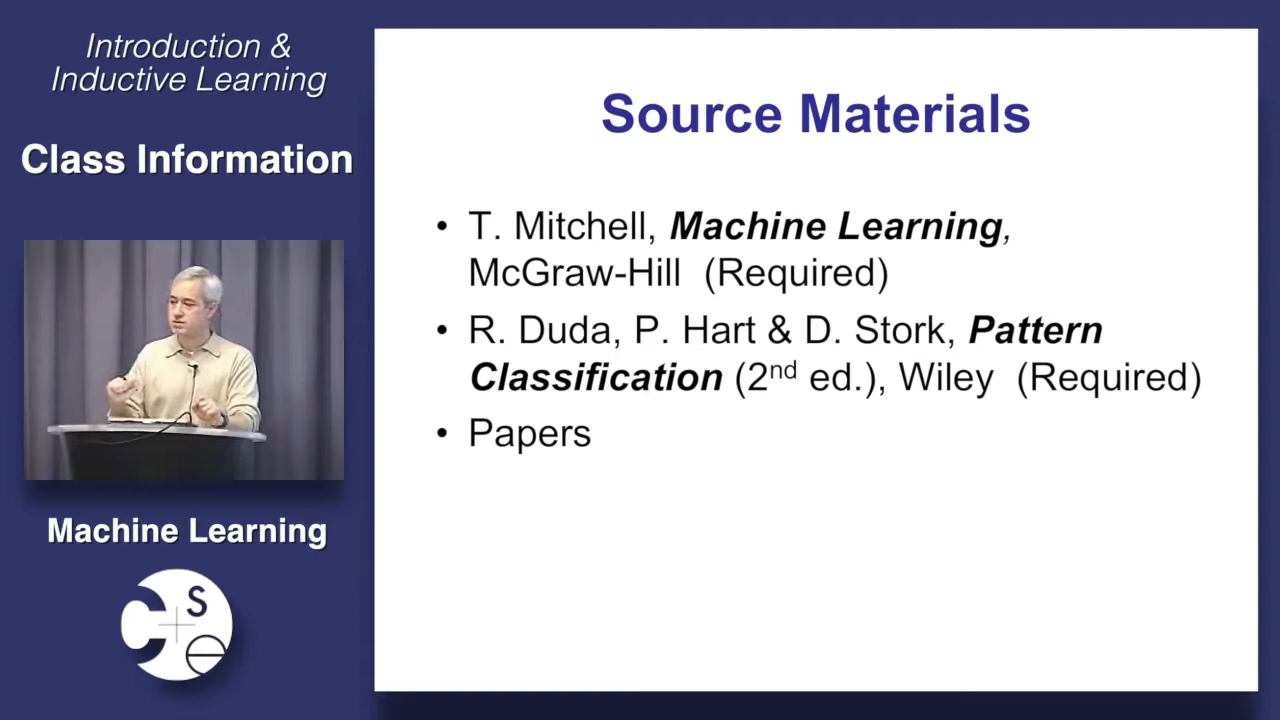 Introduction &
Inductive Learning
Class Information
Machine Learning
cse
Source Materials
• T. Mitchell, Machine Learning,
McGraw-Hill (Required)
• R. Duda, P. Hart & D. Stork, Pattern
Classification (2nd ed.), Wiley (Required)
• Papers